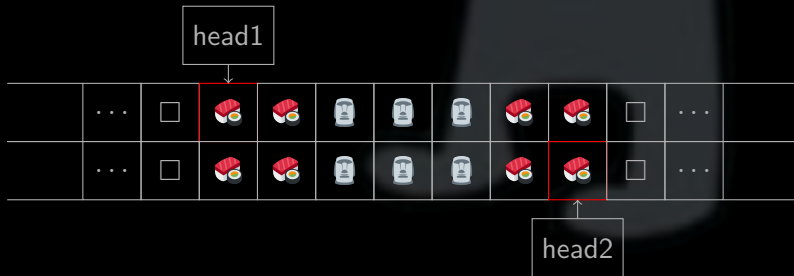 head1
... □ 🍣 🍣 🗿 🗿 🗿 🍣 🍣 □ ...
... □ 🍣 🍣 🗿 🗿 🗿 🍣 🍣 □ ...
head2